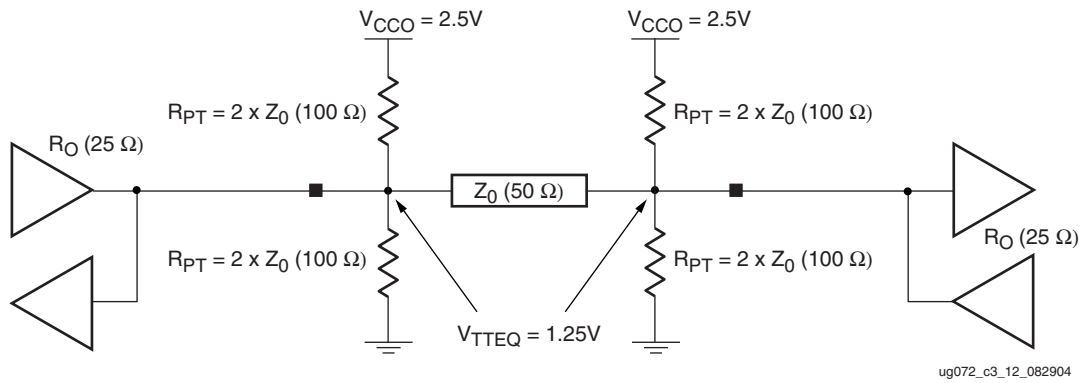 V_CCO = 2.5V
V_CCO = 2.5V
R_PT = 2 x Z_0 (100 Ω)
R_PT = 2 x Z_0 (100 Ω)
R_O (25 Ω)
Z_0 (50 Ω)
R_O (25 Ω)
R_PT = 2 x Z_0 (100 Ω)
R_PT = 2 x Z_0 (100 Ω)
V_TTEQ = 1.25V
ug072_c3_12_082904